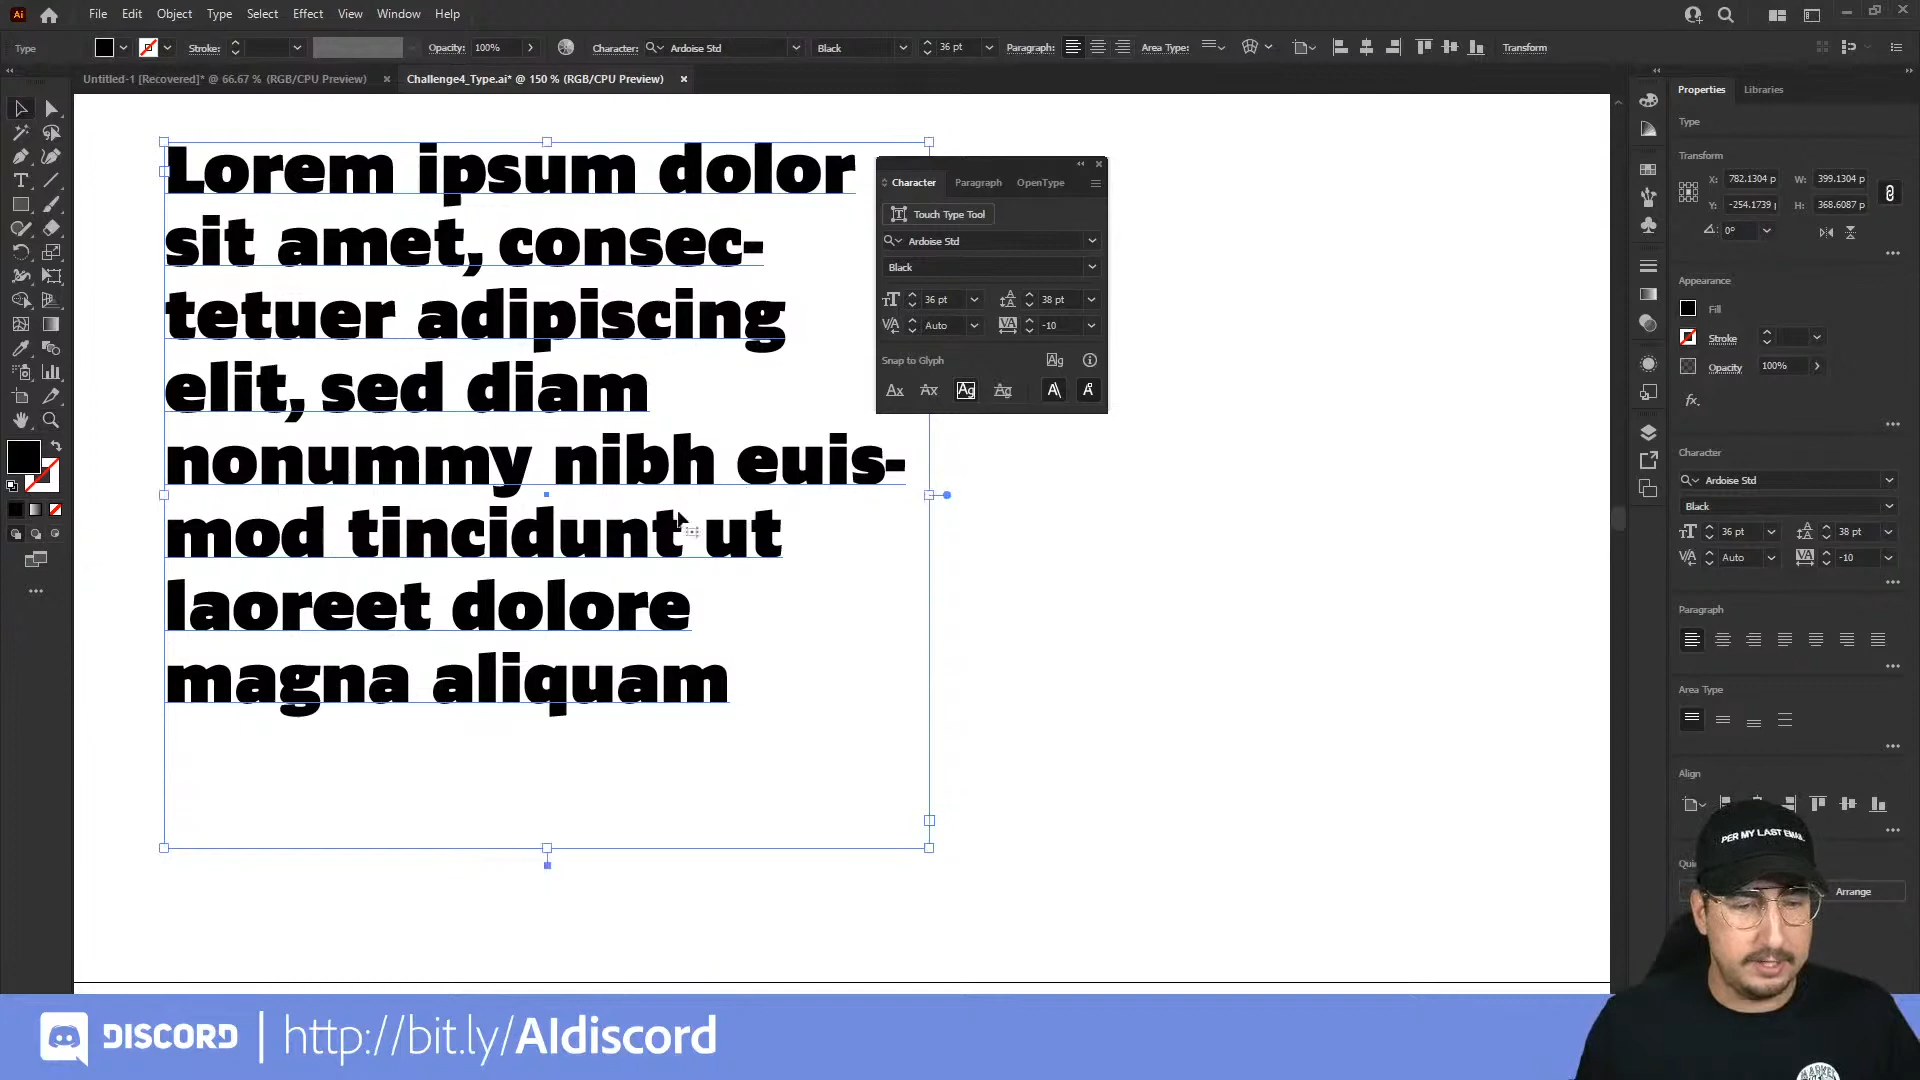 Ai File Edit Object Type Select Effect View Window Help
Type Stroke: Opacity: 100% Character: Ardoise Std Black 36 pt Paragraph: Area Type: Transform
Untitled-1 [Recovered]* @ 66.67 % (RGB/CPU Preview) × Challenge4_Type.ai* @ 150 % (RGB/CPU Preview) ×
Lorem ipsum dolor
sit amet, consec-
tetuer adipiscing
elit, sed diam
nonummy nibh euis-
mod tincidunt ut
laoreet dolore
magna aliquam
Character Paragraph OpenType
Touch Type Tool
Ardoise Std
Black
36 pt 38 pt
Auto -10
Snap to Glyph
Properties Libraries
Type
Transform
X: 782.1304 p W: 399.1304 p
Y: -254.1739 H: 368.6087 p
0°
Appearance
Fill
Stroke
Opacity 100%
fx.
Character
Ardoise Std
Black
36 pt 38 pt
Auto -10
Paragraph
Area Type
Align
Arrange
PER MY LAST EMAIL
DISCORD | http://bit.ly/AIdiscord